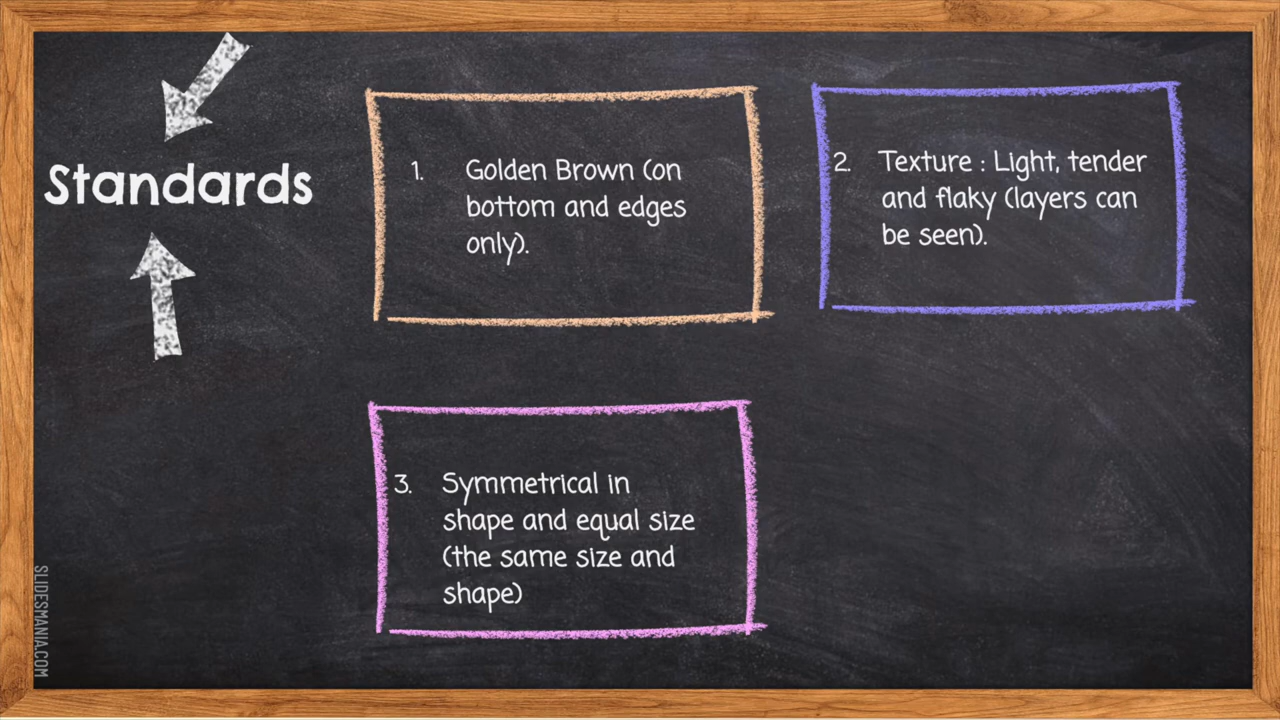 Standards
1. Golden Brown (on
bottom and edges
only).
2. Texture : Light, tender
and flaky (layers can
be seen).
3. Symmetrical in
shape and equal size
(the same size and
shape)
SLIDESMANIA.COM